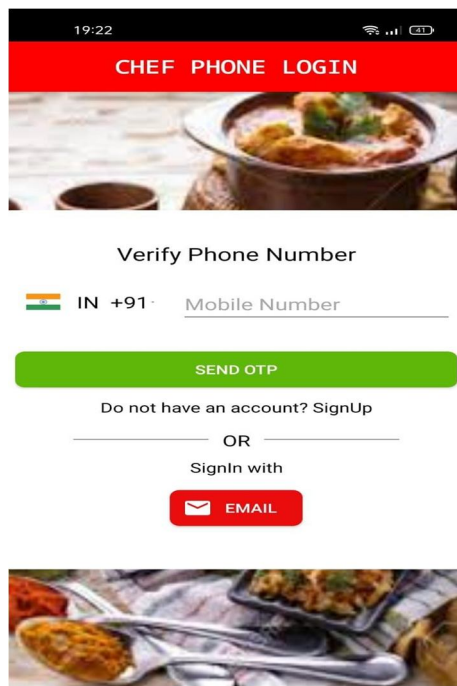 19:22
41
CHEF PHONE LOGIN
Verify Phone Number
IN +91
Mobile Number
SEND OTP
Do not have an account? SignUp
OR
SignIn with
EMAIL